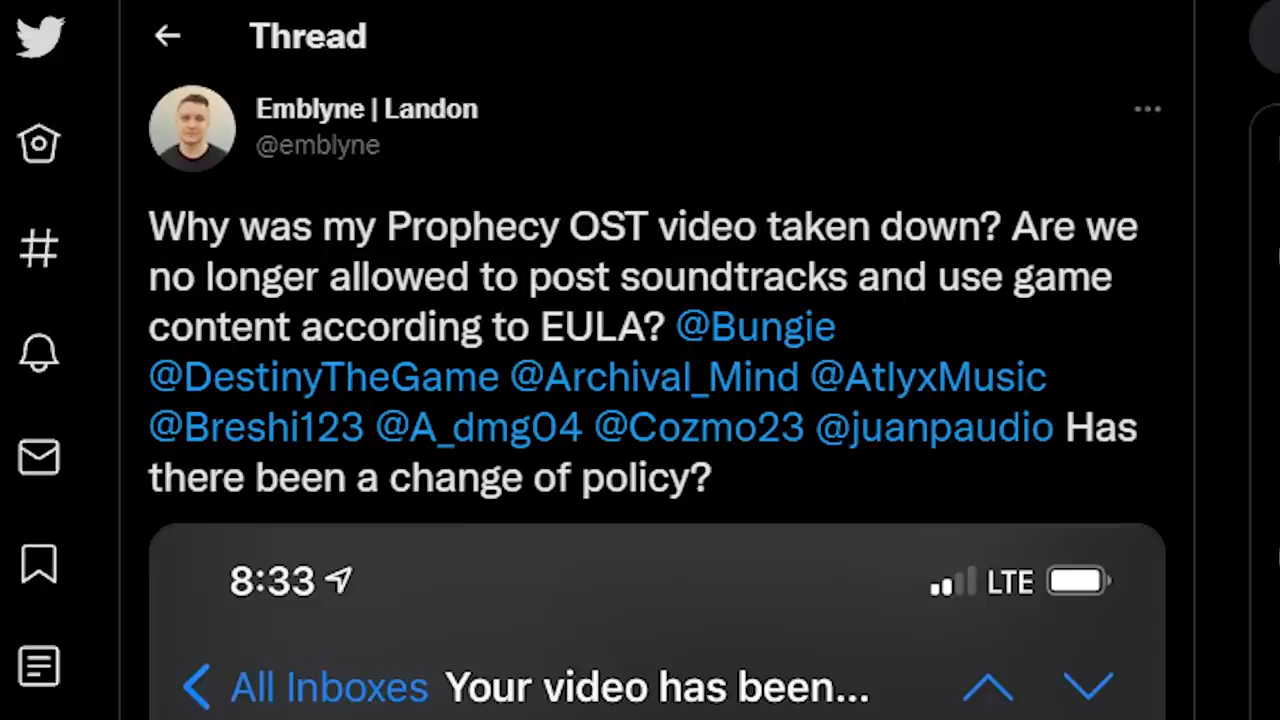 Thread
Emblyne | Landon
@emblyne
Why was my Prophecy OST video taken down? Are we
no longer allowed to post soundtracks and use game
content according to EULA? @Bungie
@DestinyTheGame @Archival_Mind @AtlyxMusic
@Breshi123 @A_dmg04 @Cozmo23 @juanpaudio Has
there been a change of policy?
8:33 LTE
All Inboxes Your video has been...